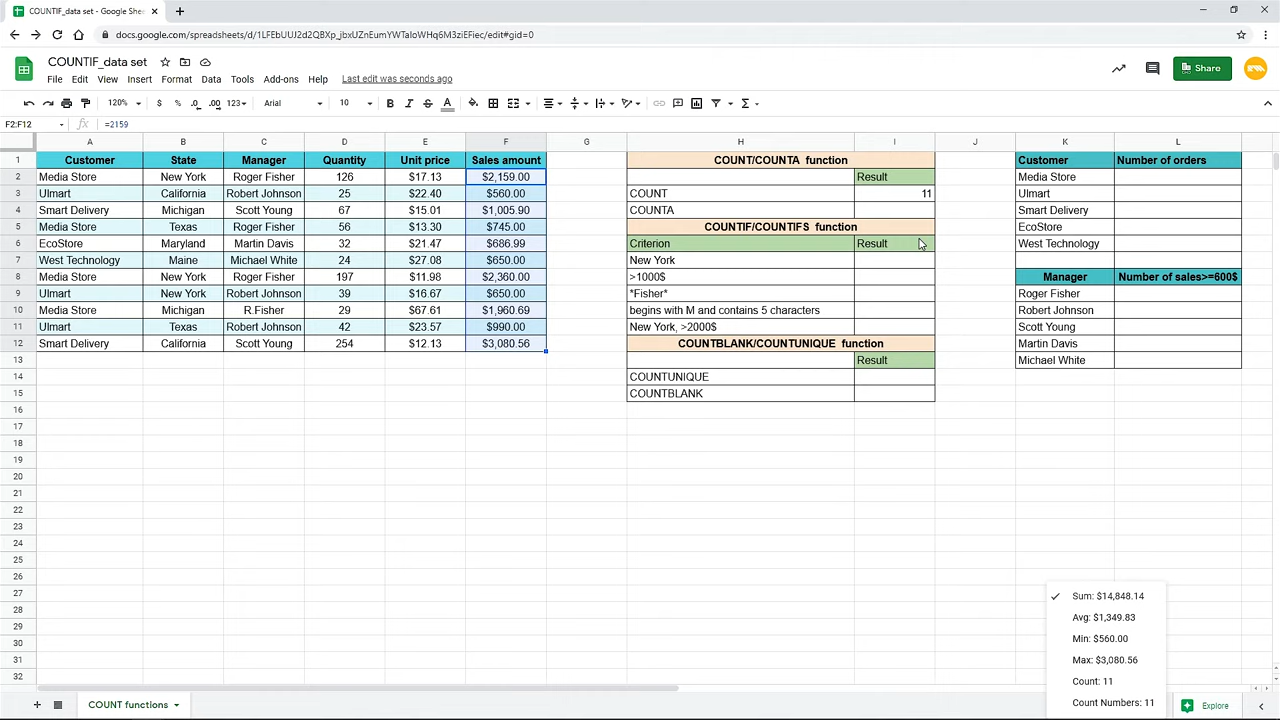 COUNTIF_data set - Google She
docs.google.com/spreadsheets/d/1LFEbUUJ2d2QBXP_jbxUZnEumYWTaIoWHq6M3ziEFiec/edit#gid=0
COUNTIF_data set
File Edit View Insert Format Data Tools Add-ons Help Last edit was seconds ago
Share
120% $ % .0 .00 123 Arial 10 B I S A Σ
F2:F12 fx =2159
A B C D E F G H I J K L
1 Customer State Manager Quantity Unit price Sales amount COUNT/COUNTA function Customer Number of orders
2 Media Store New York Roger Fisher 126 $17.13 $2,159.00 Result Media Store
3 Ulmart California Robert Johnson 25 $22.40 $560.00 COUNT 11 Ulmart
4 Smart Delivery Michigan Scott Young 67 $15.01 $1,005.90 COUNTA Smart Delivery
5 Media Store Texas Roger Fisher 56 $13.30 $745.00 COUNTIF/COUNTIFS function EcoStore
6 EcoStore Maryland Martin Davis 32 $21.47 $686.99 Criterion Result West Technology
7 West Technology Maine Michael White 24 $27.08 $650.00 New York
8 Media Store New York Roger Fisher 197 $11.98 $2,360.00 >1000$ Manager Number of sales>=600$
9 Ulmart New York Robert Johnson 39 $16.67 $650.00 *Fisher* Roger Fisher
10 Media Store Michigan R.Fisher 29 $67.61 $1,960.69 begins with M and contains 5 characters Robert Johnson
11 Ulmart Texas Robert Johnson 42 $23.57 $990.00 New York, >2000$ Scott Young
12 Smart Delivery California Scott Young 254 $12.13 $3,080.56 COUNTBLANK/COUNTUNIQUE function Martin Davis
13 Result Michael White
14 COUNTUNIQUE
15 COUNTBLANK
16
17
18
19
20
21
22
23
24
25
26
27
28
29
30
31
32
Sum: $14,848.14
Avg: $1,349.83
Min: $560.00
Max: $3,080.56
Count: 11
Count Numbers: 11
COUNT functions
Explore